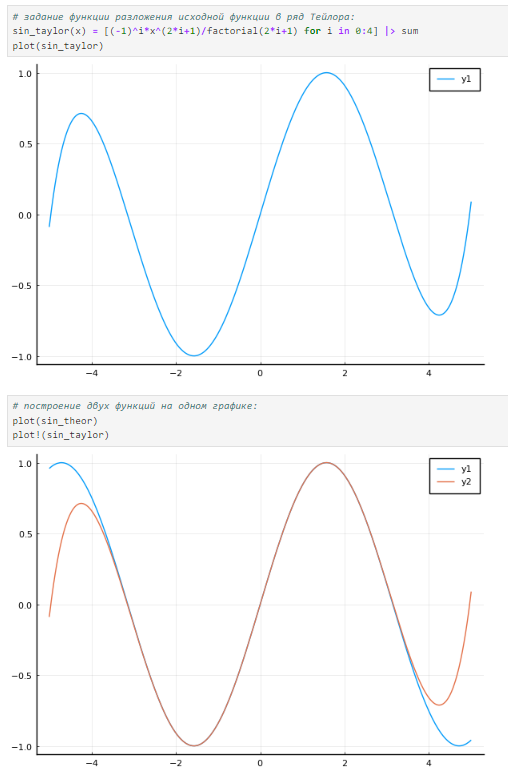 # задание функции разложения исходной функции в ряд Тейлора:
sin_taylor(x) = [(-1)^i*x^(2*i+1)/factorial(2*i+1) for i in 0:4] |> sum
plot(sin_taylor)
1.0
y1
0.5
0.0
−0.5
−1.0
−4
−2
0
2
4
# построение двух функций на одном графике:
plot(sin_theor)
plot!(sin_taylor)
1.0
y1
y2
0.5
0.0
−0.5
−1.0
−4
−2
0
2
4